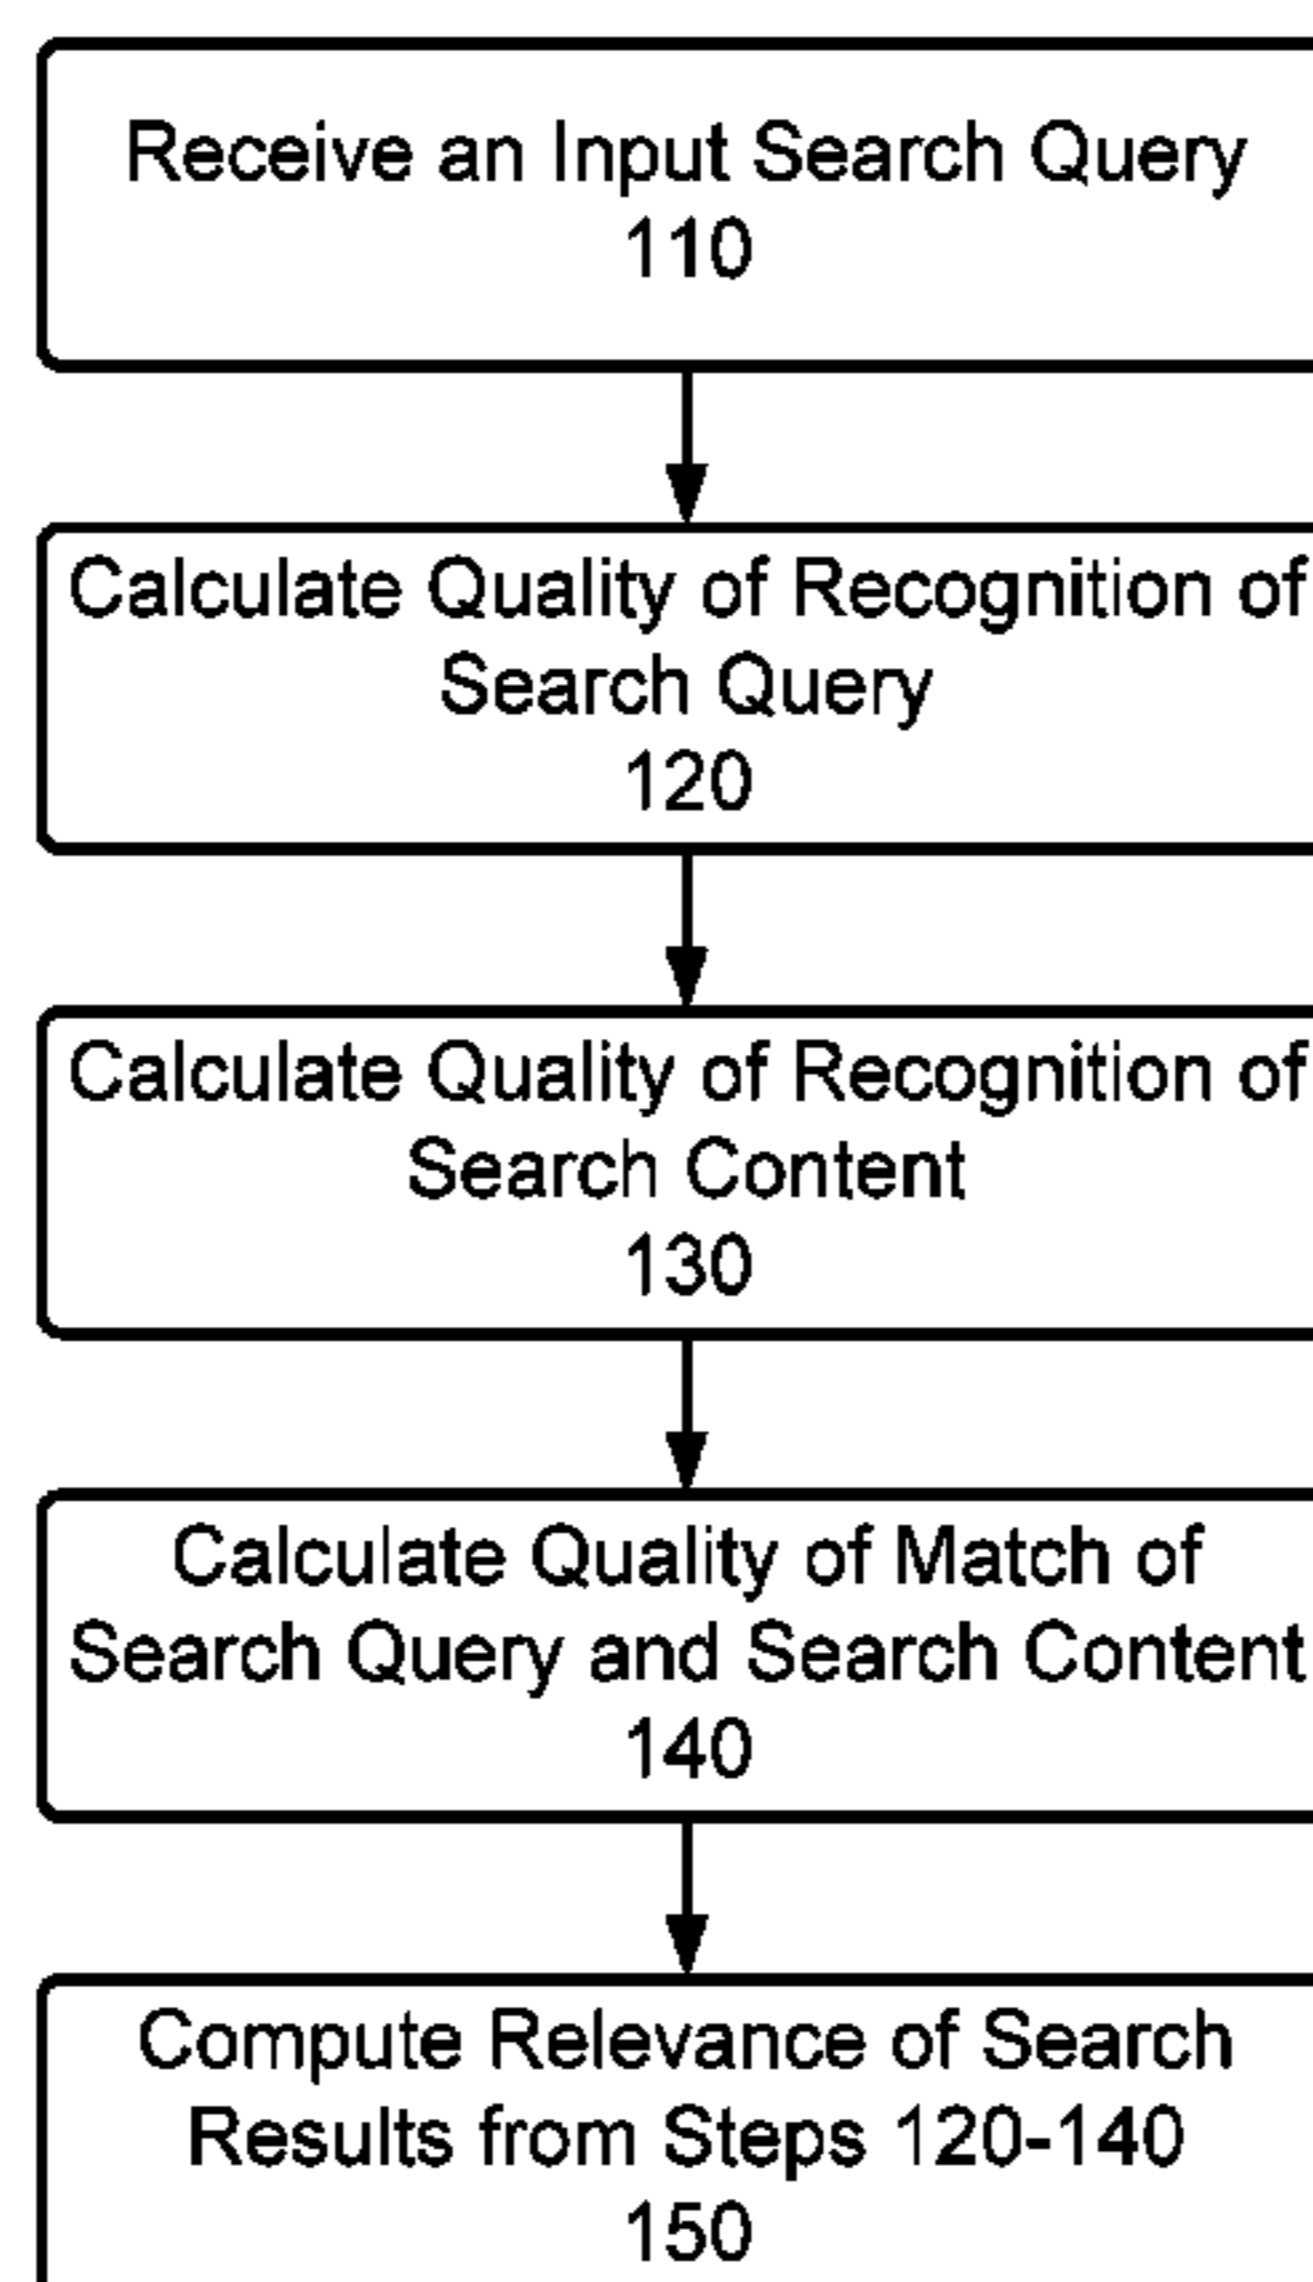 Receive an Input Search Query
110
Calculate Quality of Recognition of
Search Query
120
Calculate Quality of Recognition of
Search Content
130
Calculate Quality of Match of
Search Query and Search Content
140
Compute Relevance of Search
Results from Steps 120-140
150